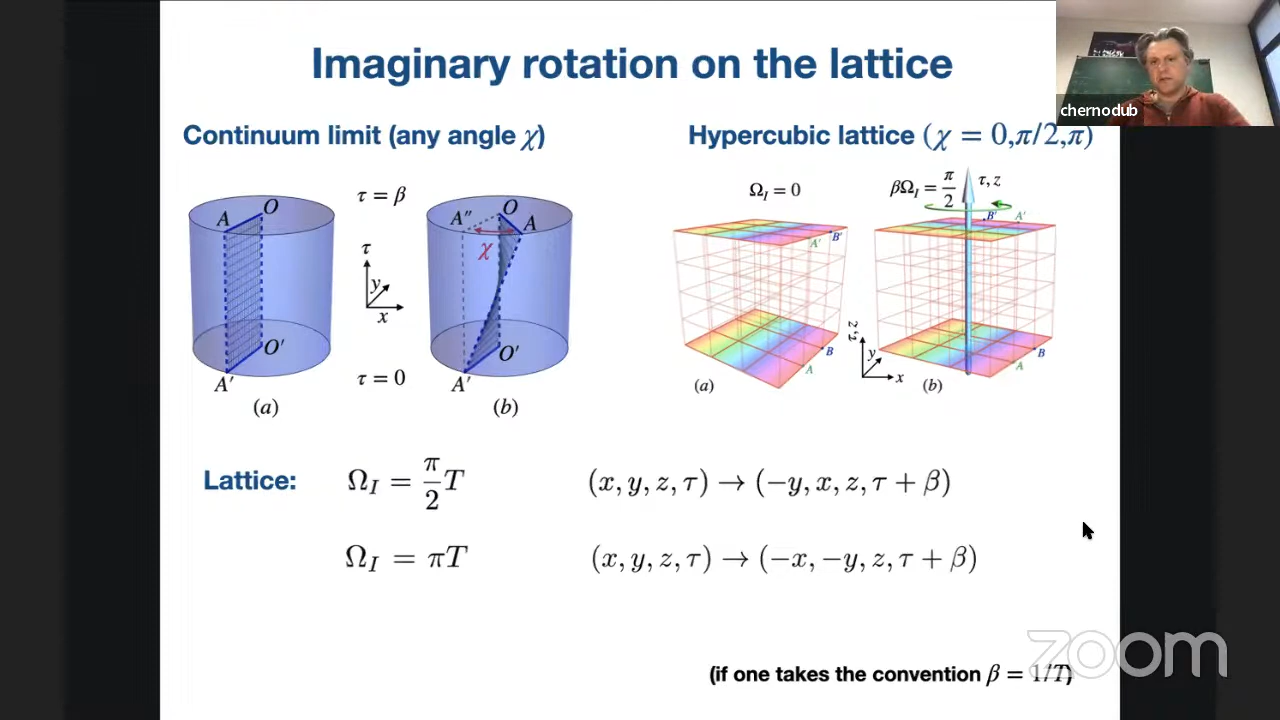 Imaginary rotation on the lattice
chernodub
Continuum limit (any angle χ)
Hypercubic lattice (χ = 0,π/2,π)
A
O
A′
O′
(a)
τ = β
τ
y
x
τ = 0
A″
O
A
χ
A′
O′
(b)
Ω_I = 0
A′
B′
B
A
(a)
βΩ_I = π/2
τ, z
B′
A′
B
A
τ, z
y
x
(b)
Lattice:
Ω_I = π/2 T
(x, y, z, τ) → (−y, x, z, τ + β)
Ω_I = πT
(x, y, z, τ) → (−x, −y, z, τ + β)
(if one takes the convention β = 1/T)
zoom